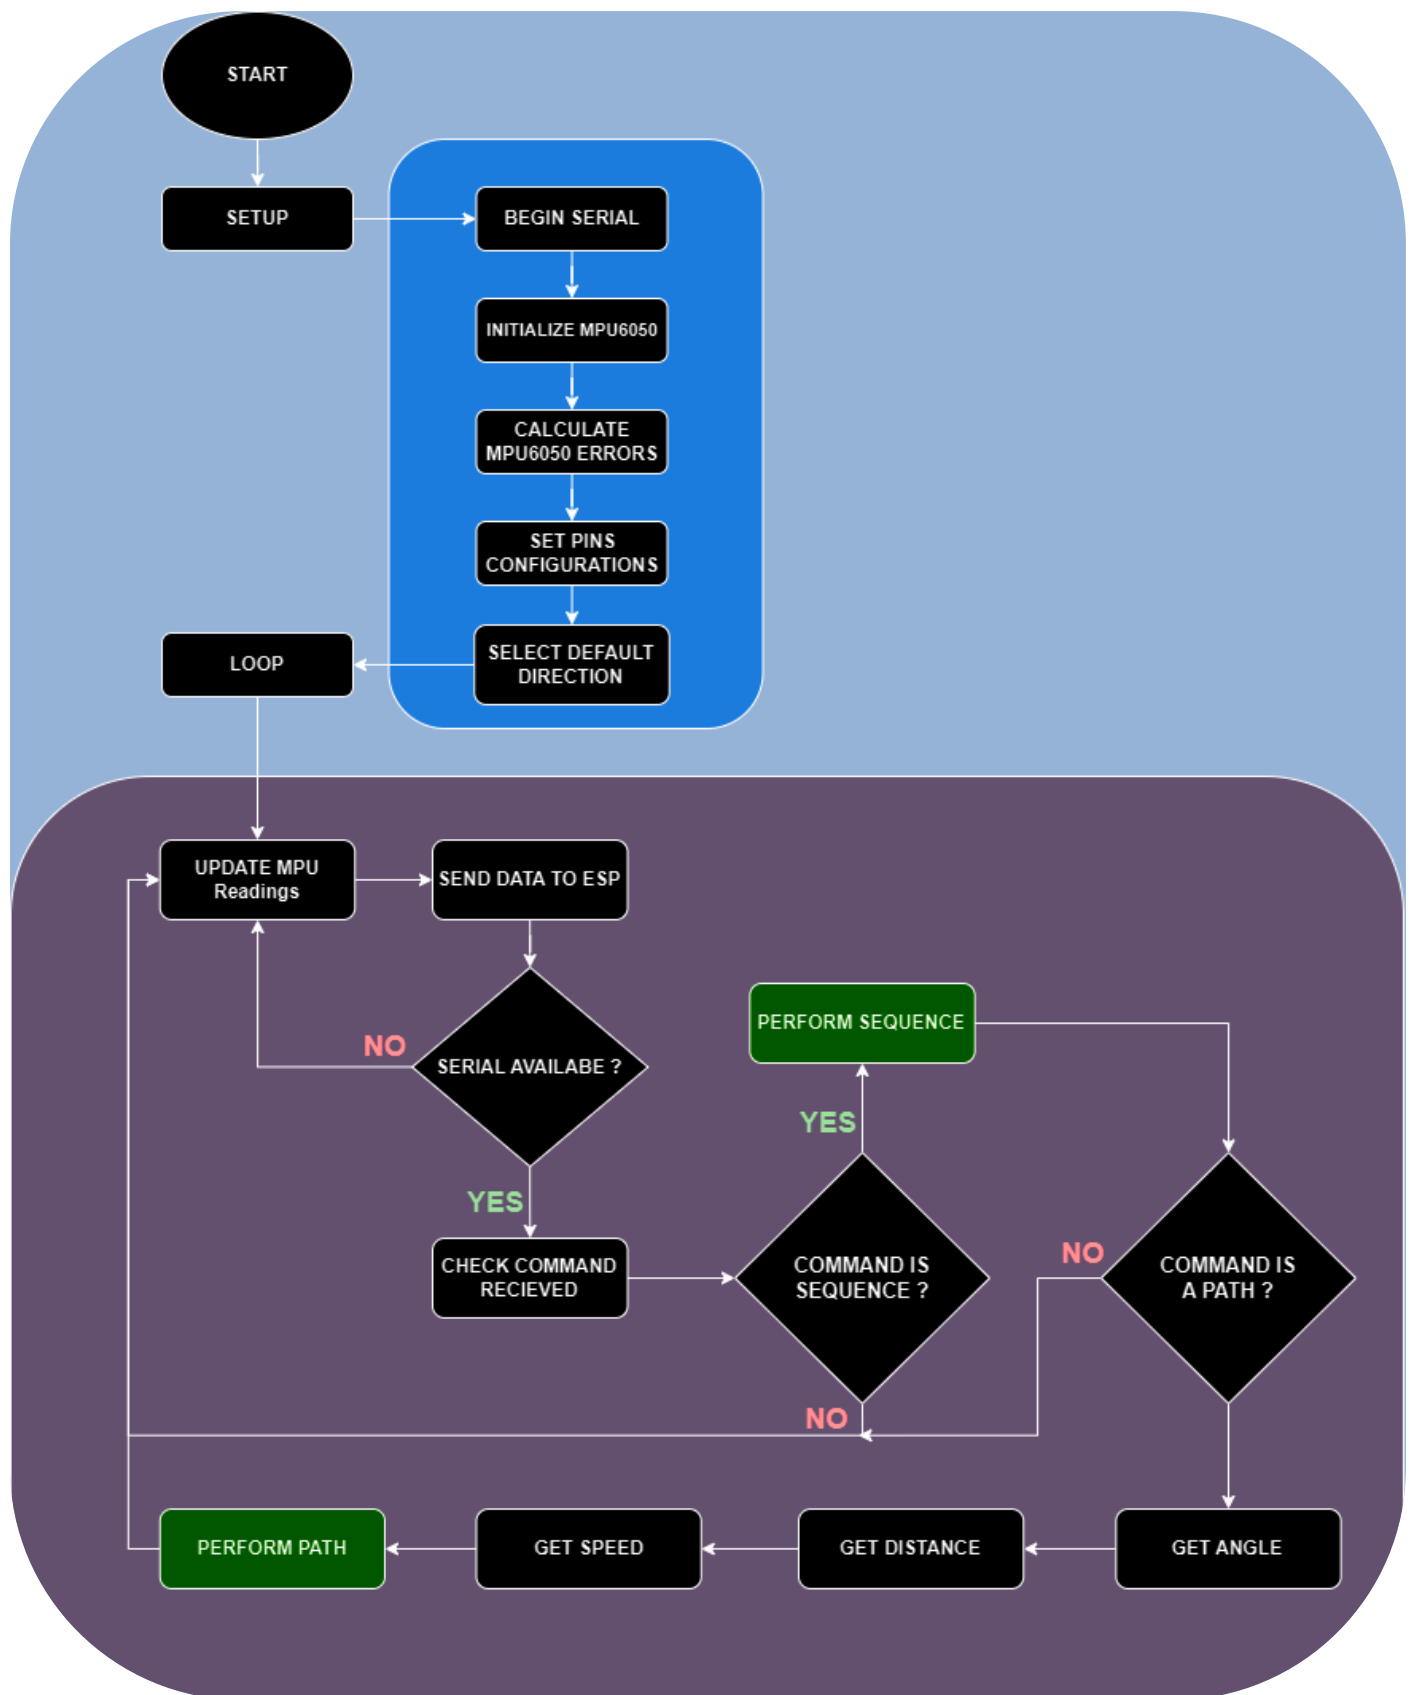 START
SETUP
BEGIN SERIAL
INITIALIZE MPU6050
CALCULATE
MPU6050 ERRORS
SET PINS
CONFIGURATIONS
SELECT DEFAULT
DIRECTION
LOOP
UPDATE MPU
Readings
SEND DATA TO ESP
SERIAL AVAILABE ?
NO
YES
CHECK COMMAND
RECIEVED
COMMAND IS
SEQUENCE ?
YES
PERFORM SEQUENCE
NO
COMMAND IS
A PATH ?
NO
GET ANGLE
GET DISTANCE
GET SPEED
PERFORM PATH